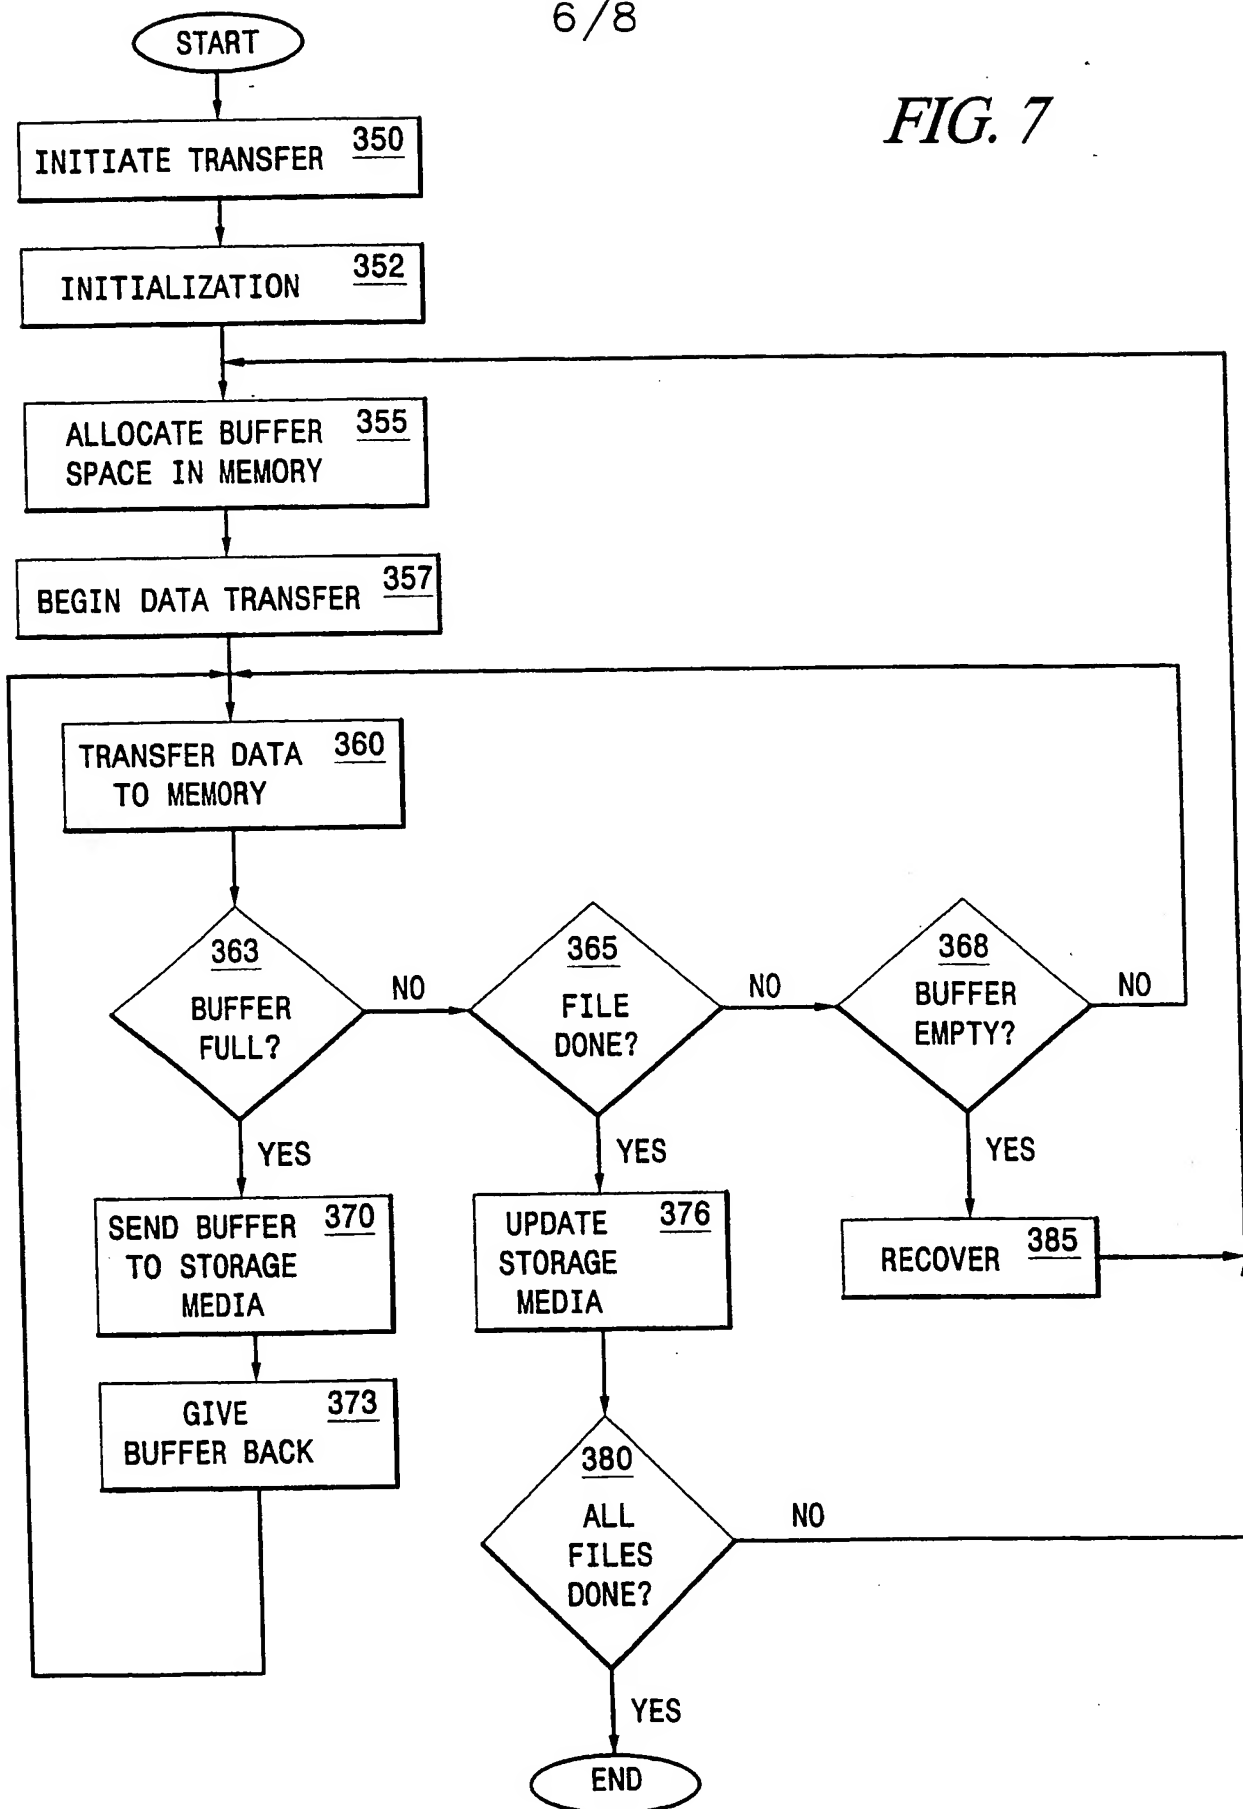 6/8
START
FIG. 7
350
INITIATE TRANSFER
352
INITIALIZATION
355
ALLOCATE BUFFER
SPACE IN MEMORY
357
BEGIN DATA TRANSFER
360
TRANSFER DATA
TO MEMORY
363
BUFFER
FULL?
NO
365
FILE
DONE?
NO
368
BUFFER
EMPTY?
NO
YES
YES
YES
370
SEND BUFFER
TO STORAGE
MEDIA
376
UPDATE
STORAGE
MEDIA
385
RECOVER
373
GIVE
BUFFER BACK
380
ALL
FILES
DONE?
NO
YES
END